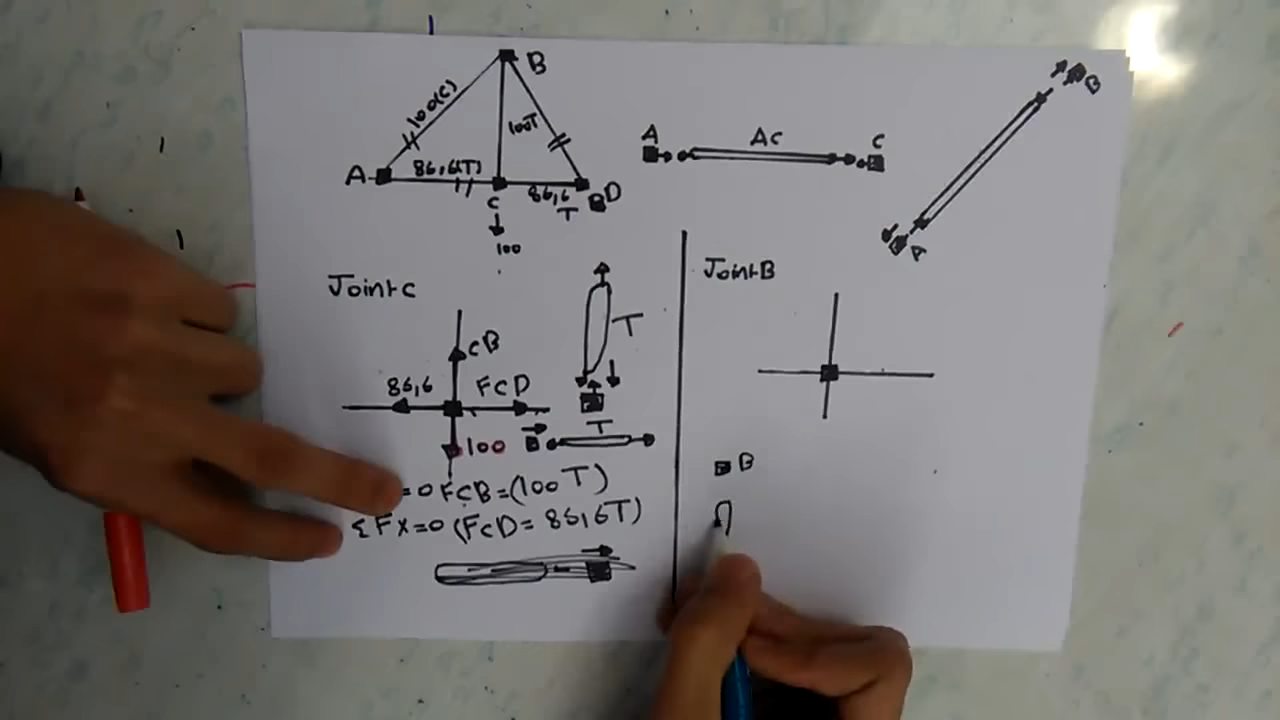 B
100(C)
100T
A
86,6(T)
86,6
T
D
C
100
A
AC
C
B
A
Joint C
CB
86,6
FCD
100
T
T
=0 FCB=(100T)
ΣFX=0 (FCD= 86,6T)
Joint B
B